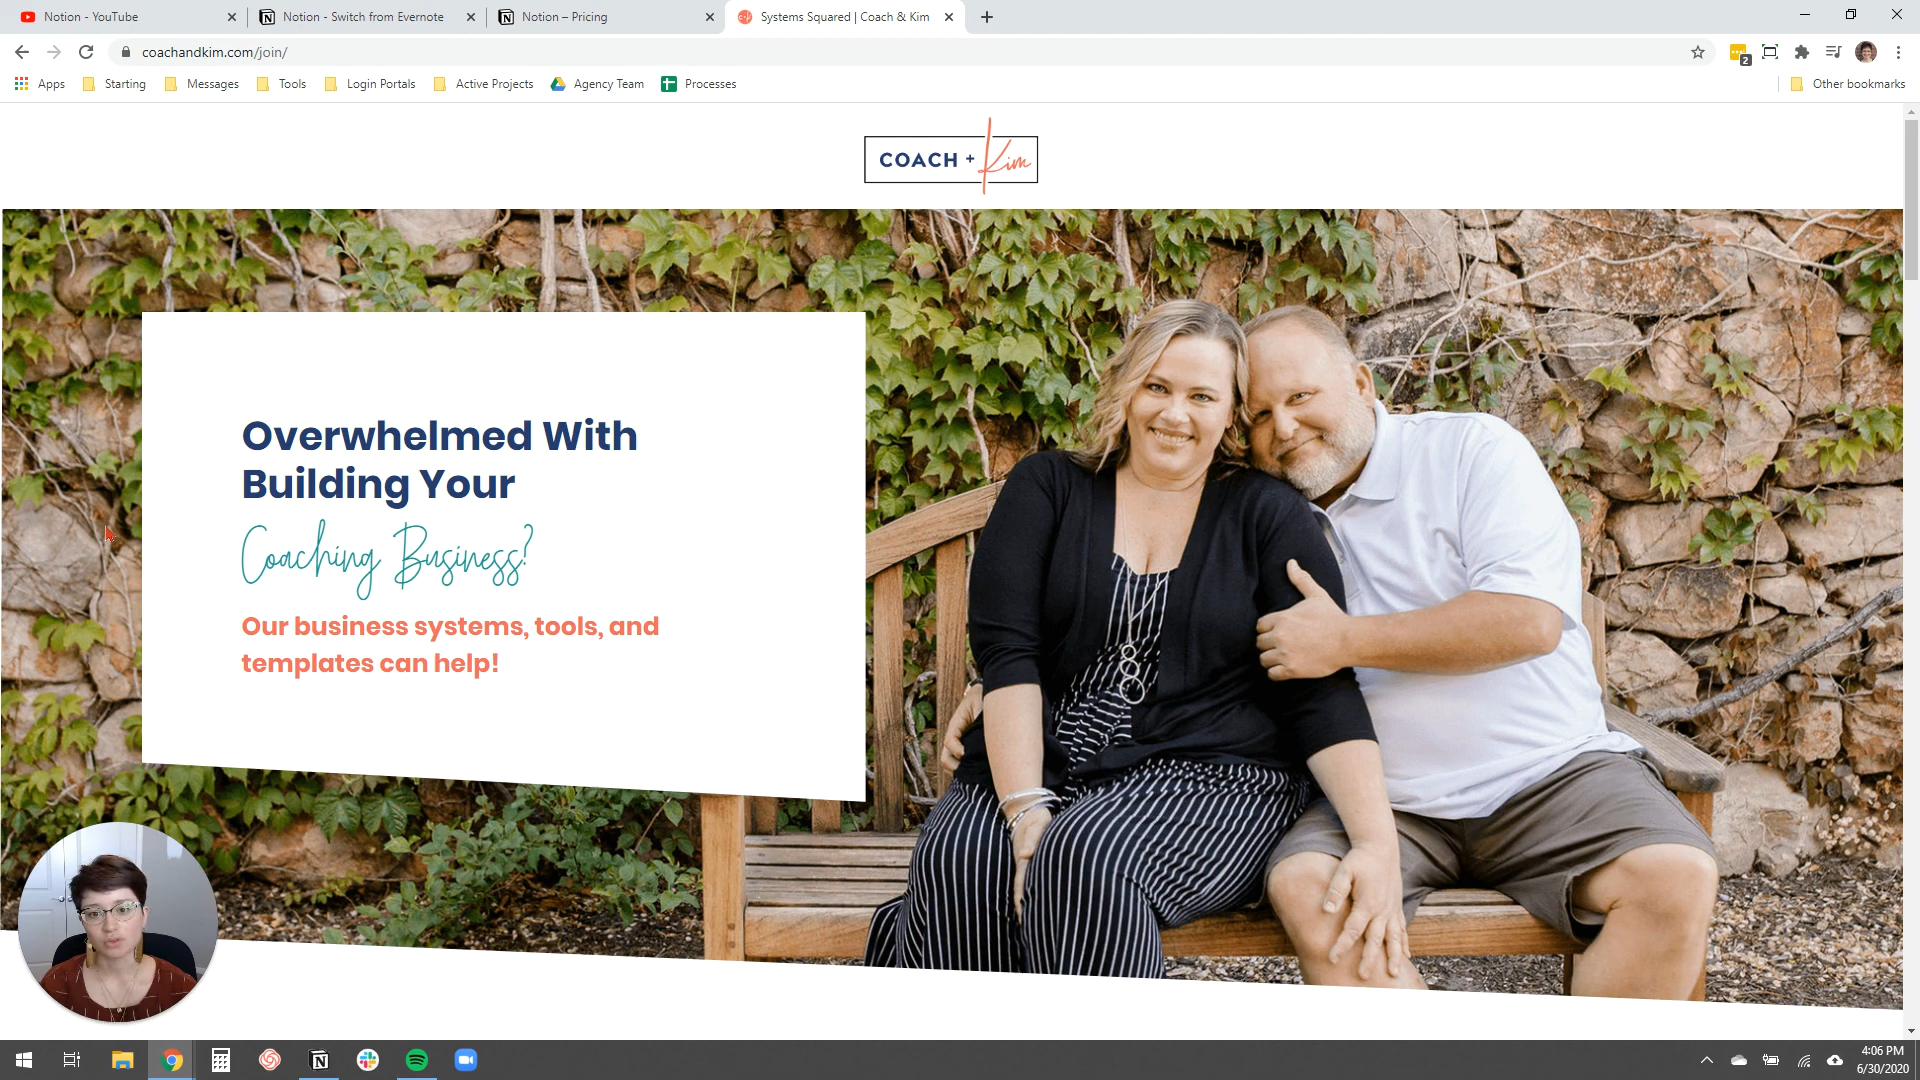 Notion - YouTube
Notion - Switch from Evernote
Notion – Pricing
Systems Squared | Coach & Kim
coachandkim.com/join/
2
Apps
Starting
Messages
Tools
Login Portals
Active Projects
Agency Team
Processes
Other bookmarks
COACH + Kim
Overwhelmed With
Building Your
Coaching Business?
Our business systems, tools, and
templates can help!
4:06 PM
6/30/2020